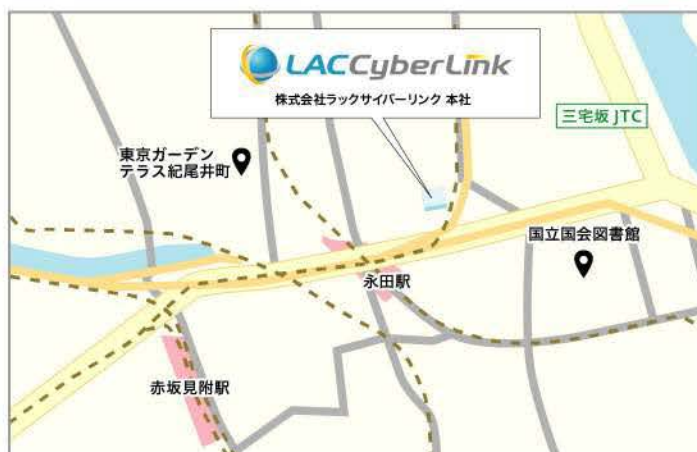 LAC CyberLink
株式会社ラックサイバーリンク 本社
三宅坂 JTC
東京ガーデン
テラス紀尾井町
国立国会図書館
永田駅
赤坂見附駅